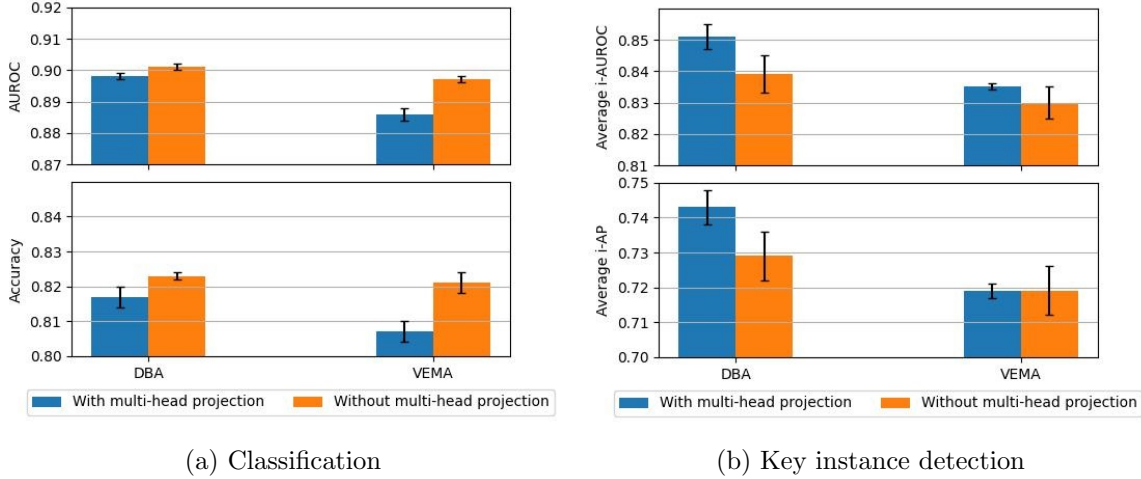 0.92
0.91
0.90
0.89
0.88
0.87
AUROC
0.84
0.83
0.82
0.81
0.80
Accuracy
DBA VEMA
With multi-head projection Without multi-head projection
(a) Classification
0.85
0.84
0.83
0.82
0.81
Average i-AUROC
0.75
0.74
0.73
0.72
0.71
0.70
Average i-AP
DBA VEMA
With multi-head projection Without multi-head projection
(b) Key instance detection